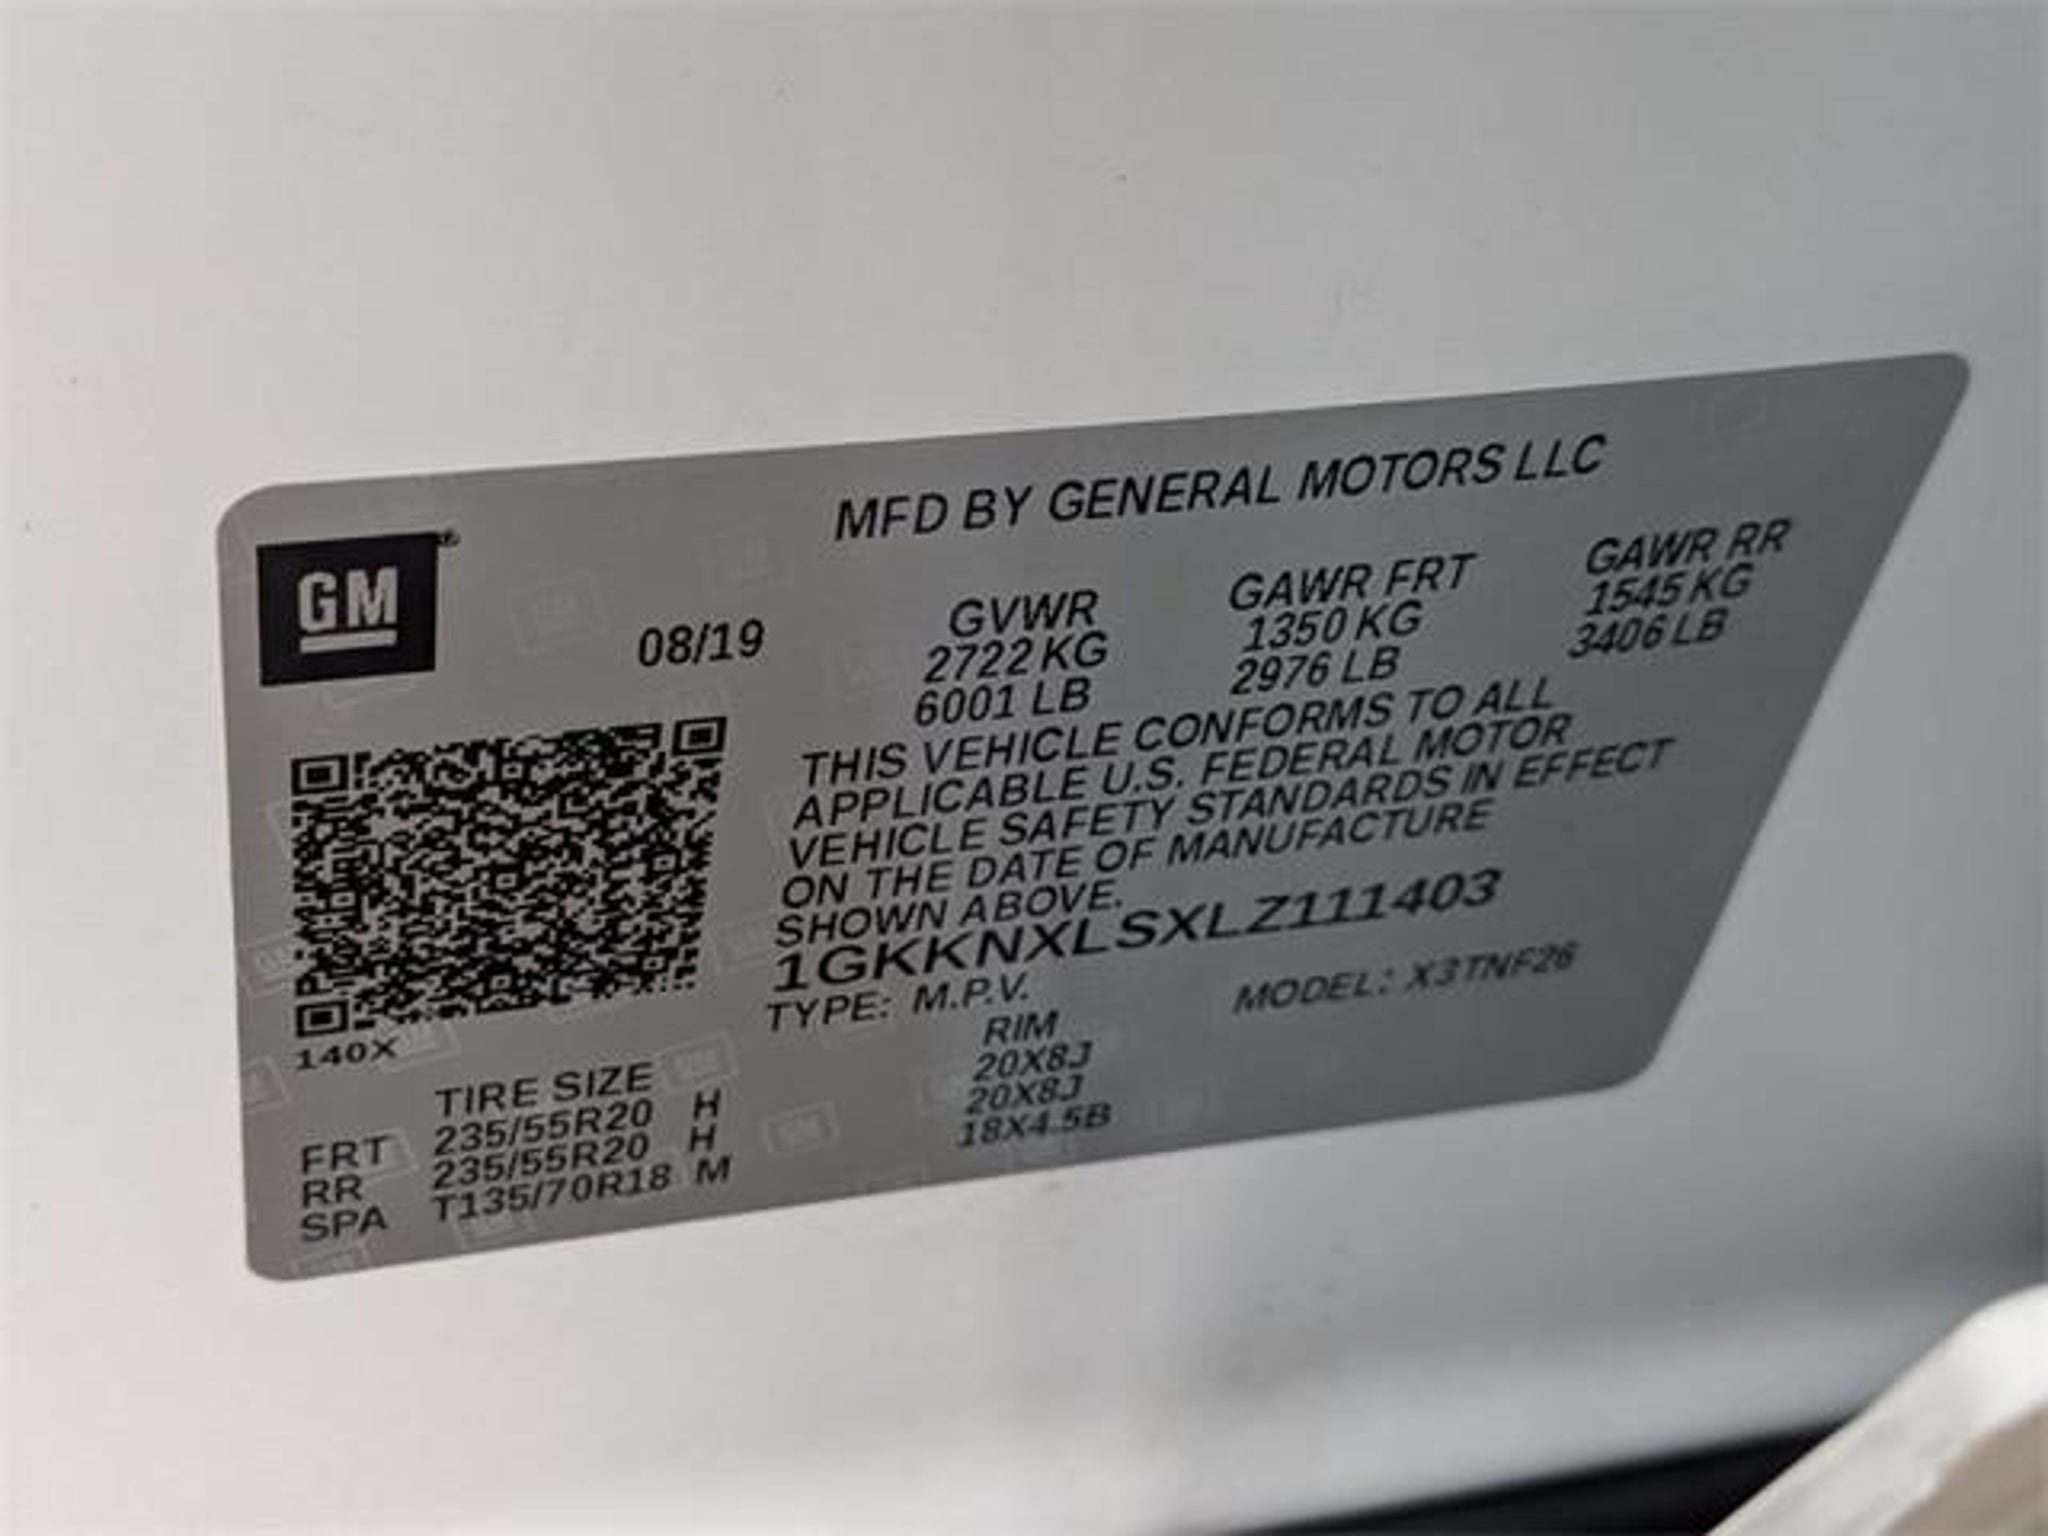 MFD BY GENERAL MOTORS LLC
GM
08/19
GVWR GAWR FRT GAWR RR
2722 KG 1350 KG 1545 KG
6001 LB 2976 LB 3406 LB
THIS VEHICLE CONFORMS TO ALL
APPLICABLE U.S. FEDERAL MOTOR
VEHICLE SAFETY STANDARDS IN EFFECT
ON THE DATE OF MANUFACTURE
SHOWN ABOVE.
1GKKNXLSXLZ111403
TYPE: M.P.V. MODEL: X3TNF26
140X
TIRE SIZE RIM
FRT 235/55R20 H 20X8J
RR 235/55R20 H 20X8J
SPA T135/70R18 M 18X4.5B